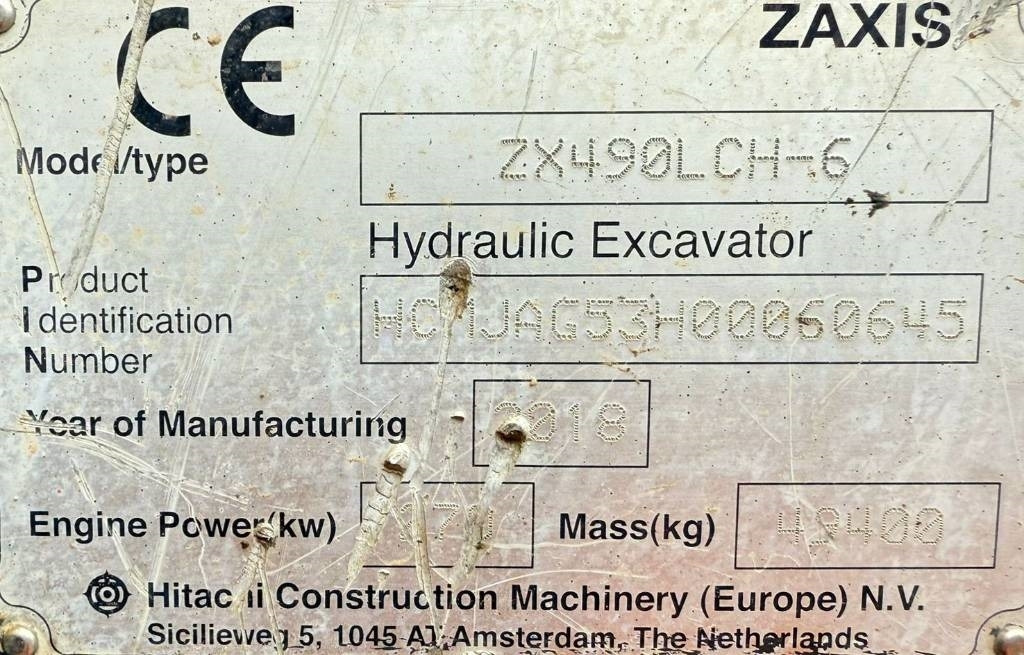 CE
ZAXIS
Model/type ZX490LCH-6
Hydraulic Excavator
Product
Identification HCMJAG53H00060645
Number
Year of Manufacturing 2018
Engine Power(kw) Mass(kg)
Hitachi Construction Machinery (Europe) N.V.
Sicilieweg 5, 1045 AT Amsterdam, The Netherlands